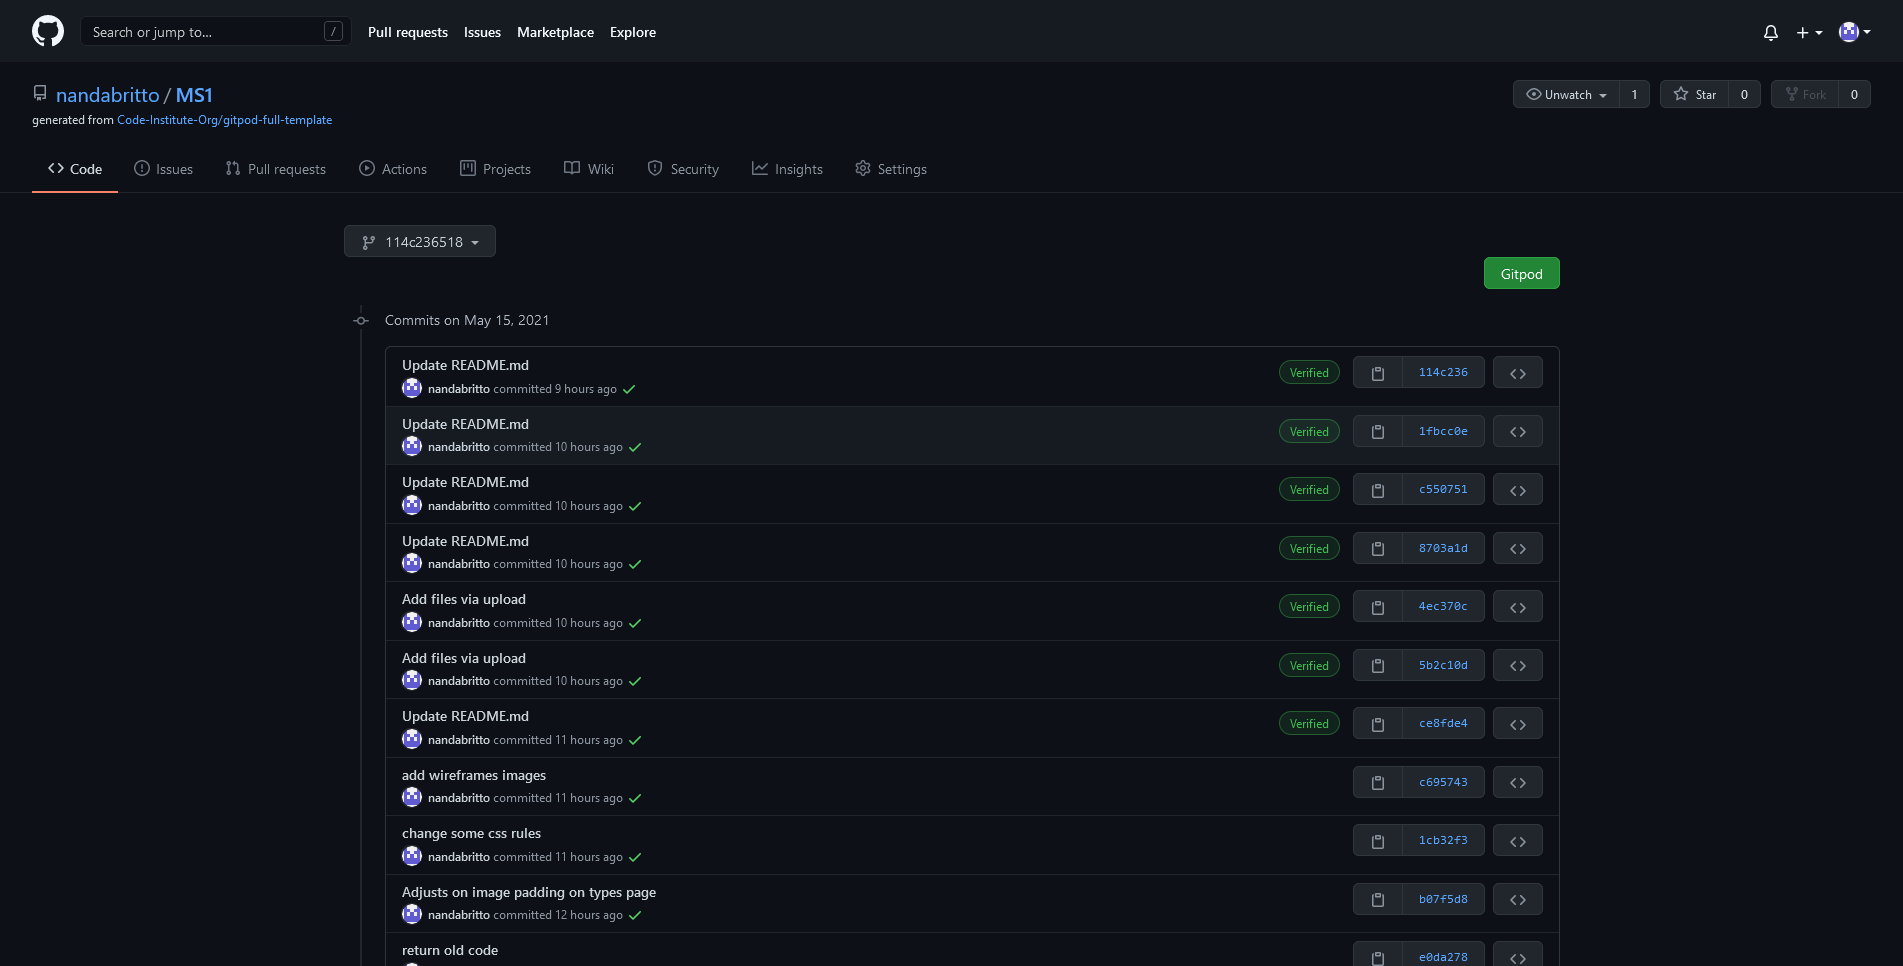 Search or jump to... /
Pull requests Issues Marketplace Explore
nandabritto / MS1
Unwatch 1 Star 0 Fork 0
generated from Code-Institute-Org/gitpod-full-template
Code Issues Pull requests Actions Projects Wiki Security Insights Settings
114c236518
Gitpod
Commits on May 15, 2021
Update README.md
nandabritto committed 9 hours ago
Verified 114c236
Update README.md
nandabritto committed 10 hours ago
Verified 1fbcc0e
Update README.md
nandabritto committed 10 hours ago
Verified c550751
Update README.md
nandabritto committed 10 hours ago
Verified 8703a1d
Add files via upload
nandabritto committed 10 hours ago
Verified 4ec370c
Add files via upload
nandabritto committed 10 hours ago
Verified 5b2c10d
Update README.md
nandabritto committed 11 hours ago
Verified ce8fde4
add wireframes images
nandabritto committed 11 hours ago
c695743
change some css rules
nandabritto committed 11 hours ago
1cb32f3
Adjusts on image padding on types page
nandabritto committed 12 hours ago
b07f5d8
return old code
e0da278